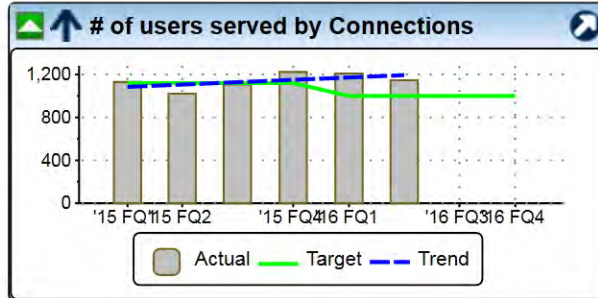 # of users served by Connections
1,200
800
400
0
'15 FQ1 '15 FQ2 '15 FQ4 '16 FQ1 '16 FQ3 '16 FQ4
Actual Target Trend